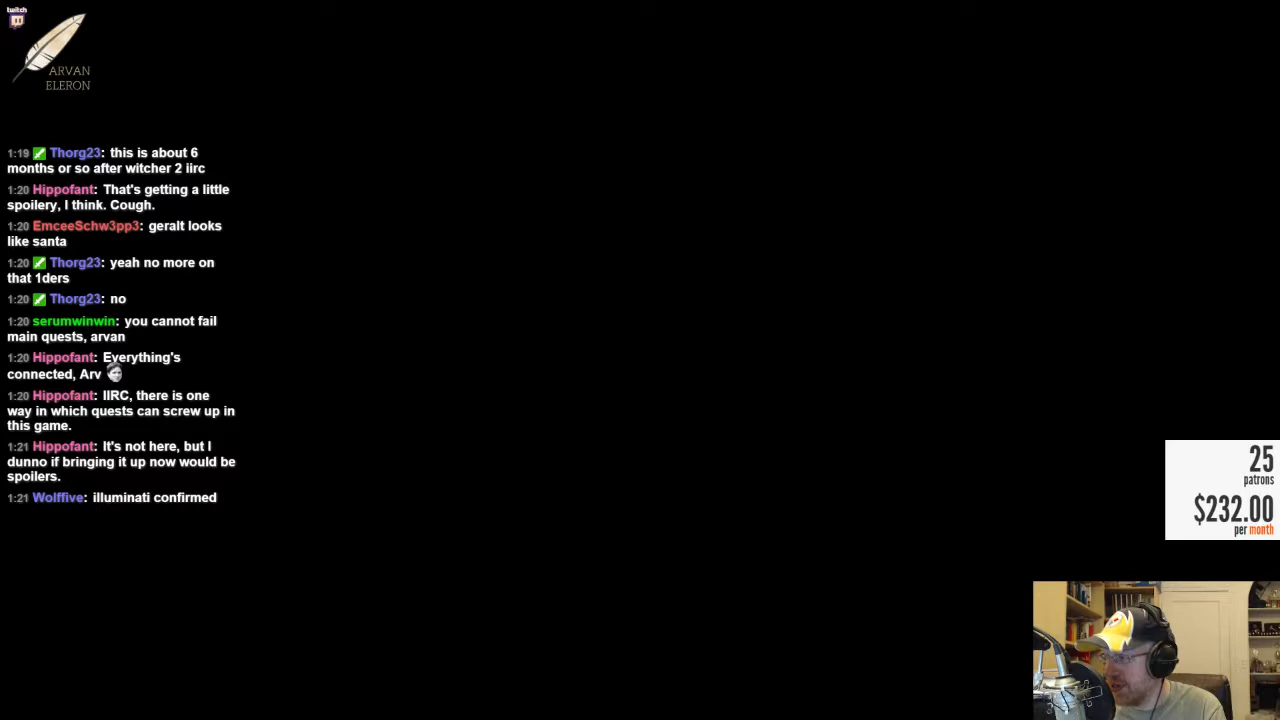 twitch
ARVAN
ELERON
1:19 Thorg23: this is about 6
months or so after witcher 2 iirc
1:20 Hippofant: That's getting a little
spoilery, I think. Cough.
1:20 EmceeSchw3pp3: geralt looks
like santa
1:20 Thorg23: yeah no more on
that 1ders
1:20 Thorg23: no
1:20 serumwinwin: you cannot fail
main quests, arvan
1:20 Hippofant: Everything's
connected, Arv
1:20 Hippofant: IIRC, there is one
way in which quests can screw up in
this game.
1:21 Hippofant: It's not here, but I
dunno if bringing it up now would be
spoilers.
1:21 Wolffive: illuminati confirmed
25
patrons
$232.00
per month